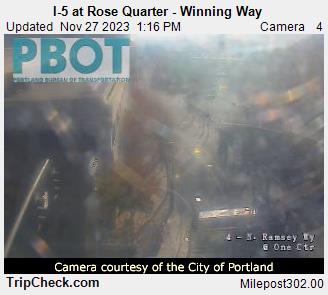 I-5 at Rose Quarter - Winning Way
Updated Nov 27 2023 1:16 PM Camera 4
PBOT
PORTLAND BUREAU OF TRANSPORTATION
4 - N. Ramsey Wy
@ One Ctr
Camera courtesy of the City of Portland
TripCheck.com Milepost302.00